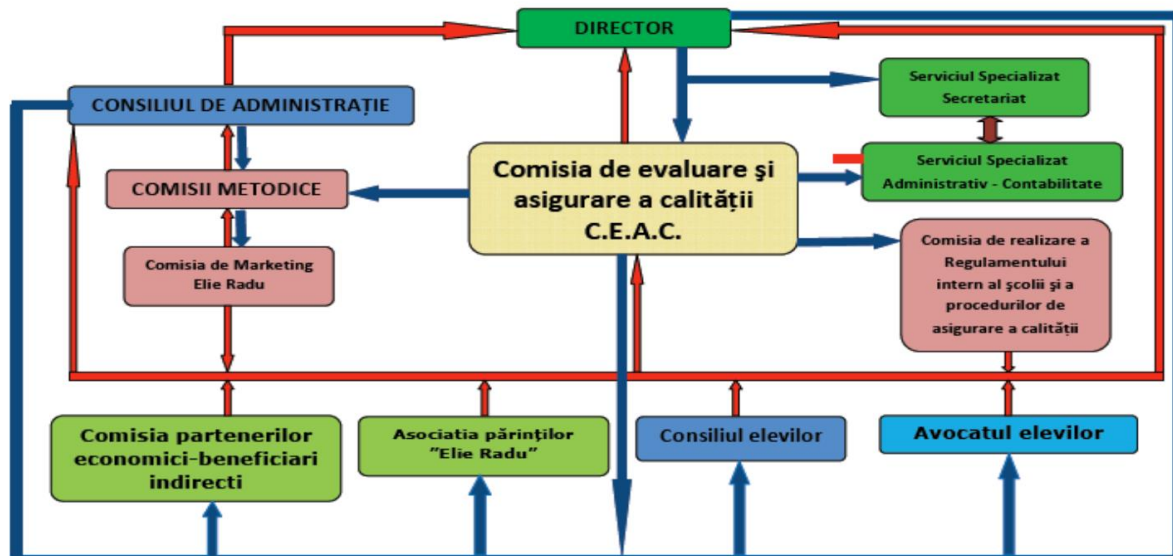 DIRECTOR
Serviciul Specializat
Secretariat
CONSILIUL DE ADMINISTRAŢIE
Comisia de evaluare şi
asigurare a calităţii
C.E.A.C.
Serviciul Specializat
Administrativ - Contabilitate
COMISII METODICE
Comisia de realizare a
Regulamentului
intern al şcolii şi a
procedurilor de
asigurare a calităţii
Comisia de Marketing
Elie Radu
Comisia partenerilor
economici-beneficiari
indirecti
Asociatia părinţilor
”Elie Radu”
Consiliul elevilor
Avocatul elevilor